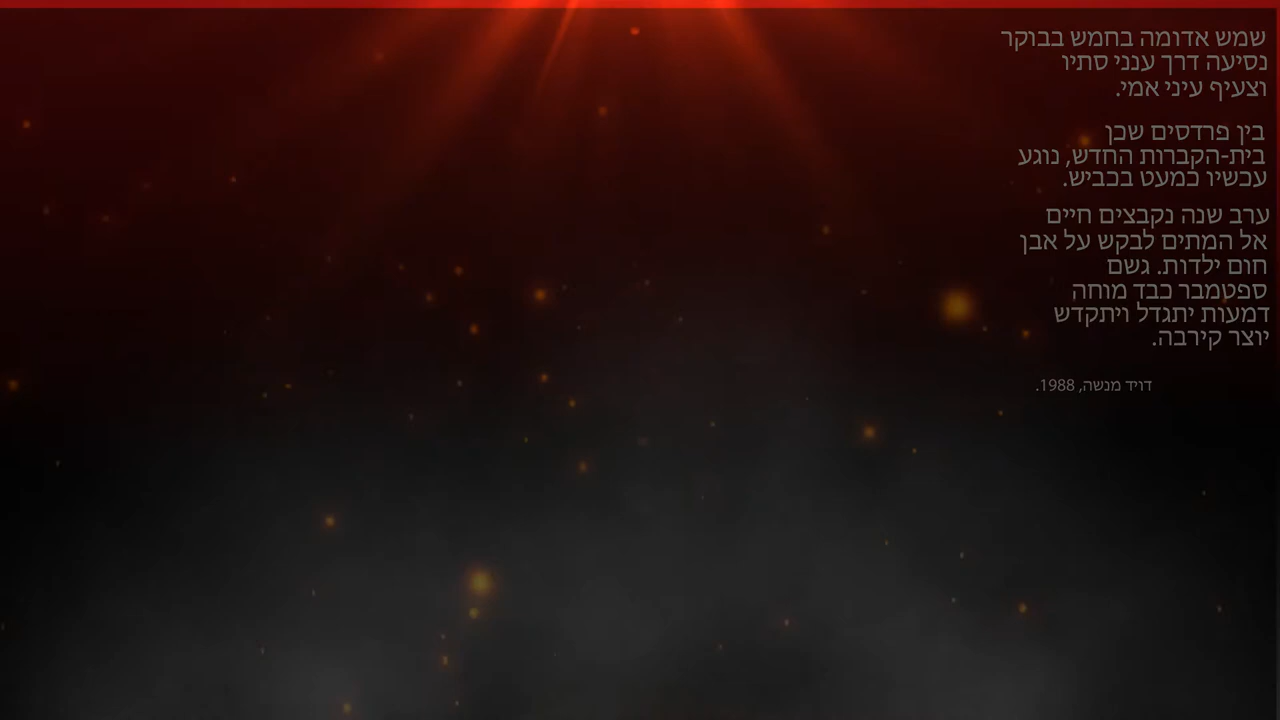 שמש אדומה בחמש בבוקר
נסיעה דרך ענני סתיו
וצעיף עיני אמי.
בין פרדסים שכן
בית-הקברות החדש, נוגע
עכשיו כמעט בכביש.
ערב שנה נקבצים חיים
אל המתים לבקש על אבן
חום ילדות. גשם
ספטמבר כבד מוחה
דמעות יתגדל ויתקדש
יוצר קירבה.
דויד מנשה, 1988.